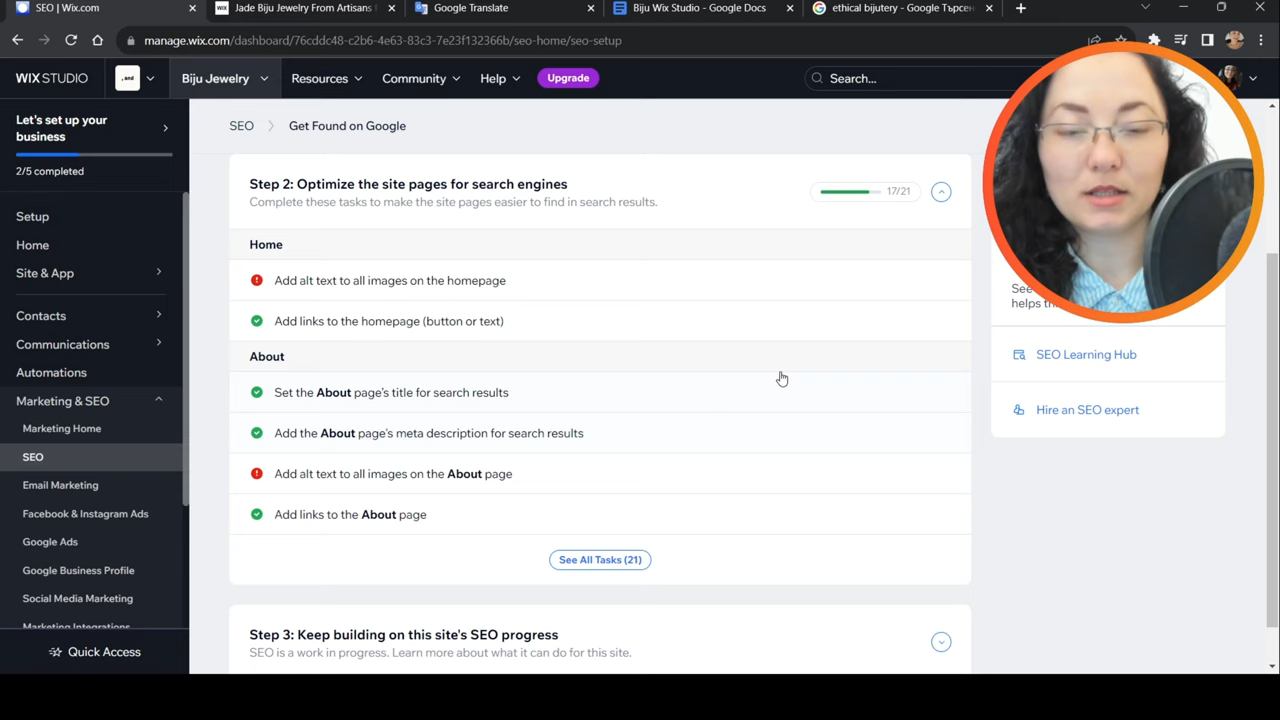 SEO | Wix.com
Jade Biju Jewelry From Artisans
Google Translate
Biju Wix Studio - Google Docs
ethical bijutery - Google Търсен
manage.wix.com/dashboard/76cddc48-c2b6-4e63-83c3-7e23f132366b/seo-home/seo-setup
WIX STUDIO
Biju Jewelry
Resources
Community
Help
Upgrade
Search...
Let's set up your
business
2/5 completed
Setup
Home
Site & App
Contacts
Communications
Automations
Marketing & SEO
Marketing Home
SEO
Email Marketing
Facebook & Instagram Ads
Google Ads
Google Business Profile
Social Media Marketing
Marketing Integrations
Quick Access
SEO
Get Found on Google
Step 2: Optimize the site pages for search engines
Complete these tasks to make the site pages easier to find in search results.
17/21
Home
Add alt text to all images on the homepage
Add links to the homepage (button or text)
About
Set the About page's title for search results
Add the About page's meta description for search results
Add alt text to all images on the About page
Add links to the About page
See All Tasks (21)
Step 3: Keep building on this site's SEO progress
SEO is a work in progress. Learn more about what it can do for this site.
See
helps
SEO Learning Hub
Hire an SEO expert